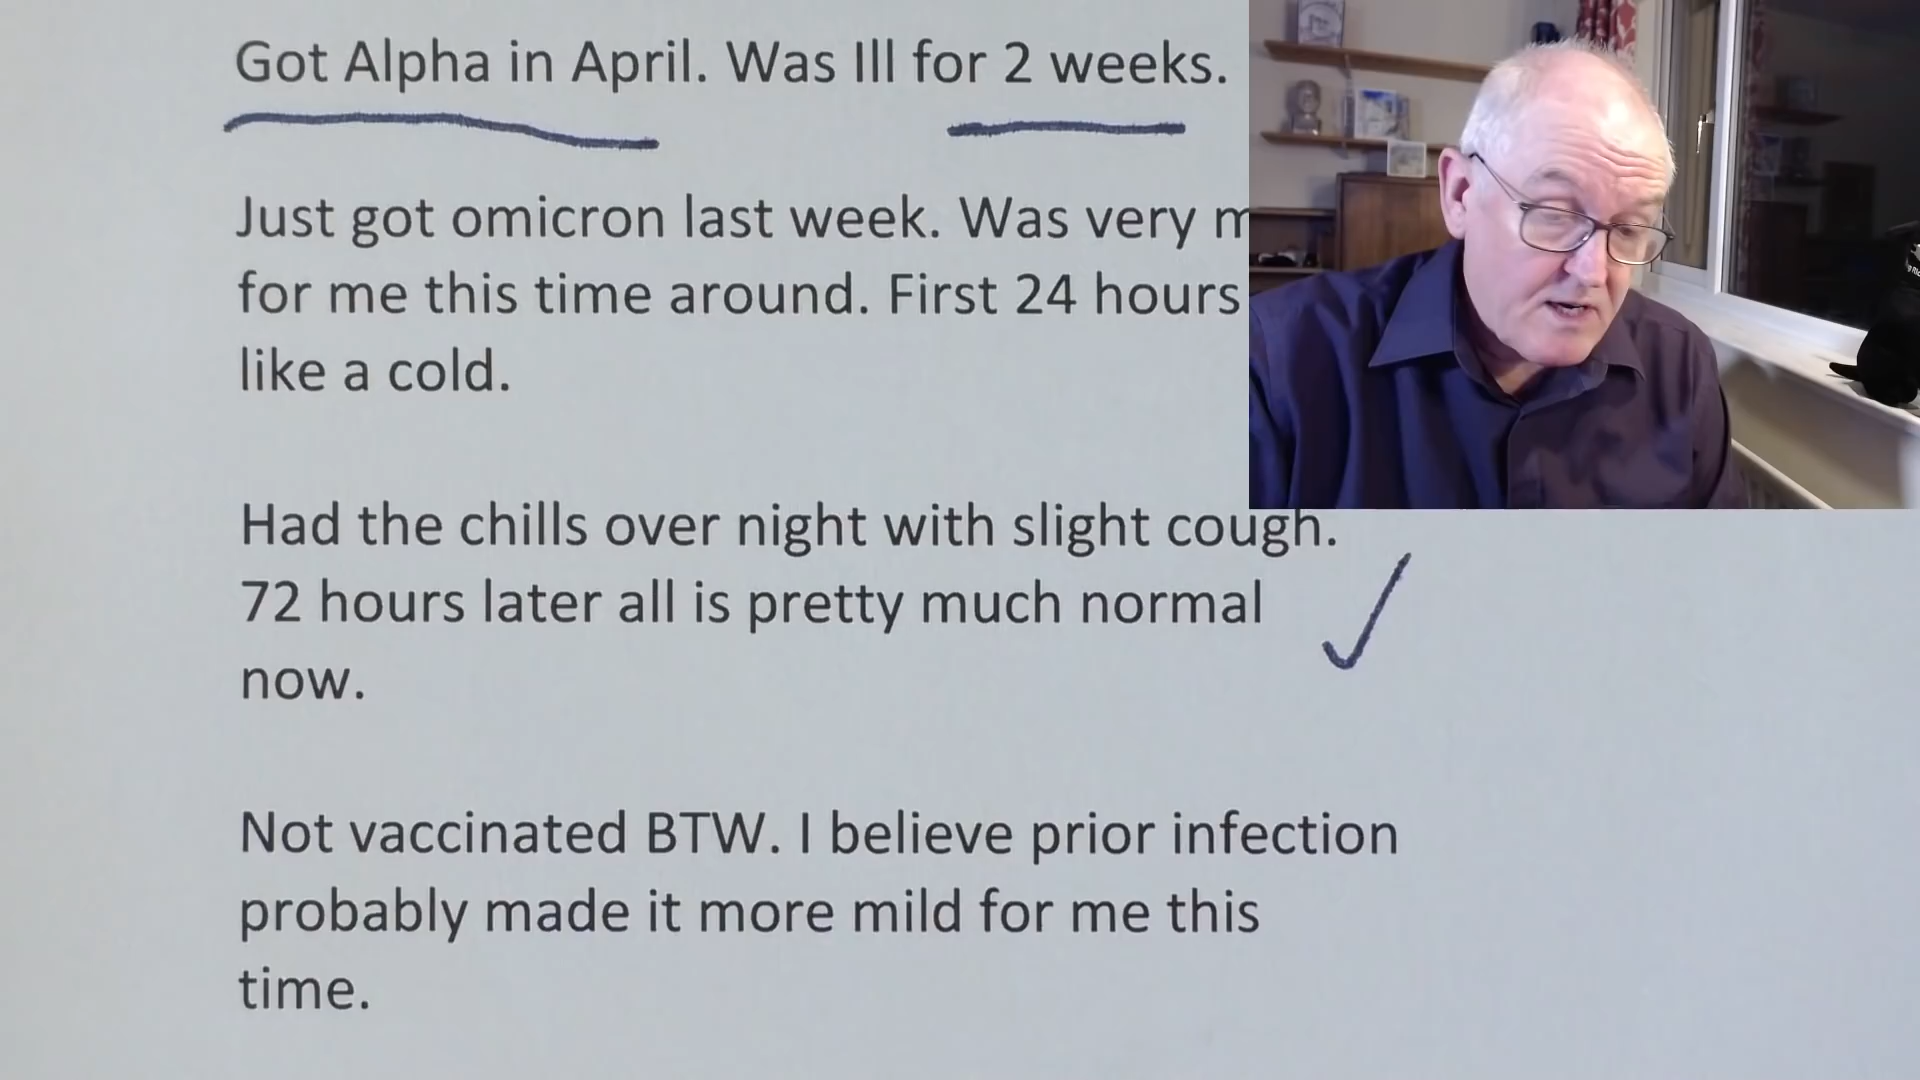 Got Alpha in April. Was Ill for 2 weeks.
Just got omicron last week. Was very
for me this time around. First 24 hours
like a cold.
Had the chills over night with slight cough.
72 hours later all is pretty much normal
now.
Not vaccinated BTW. I believe prior infection
probably made it more mild for me this
time.